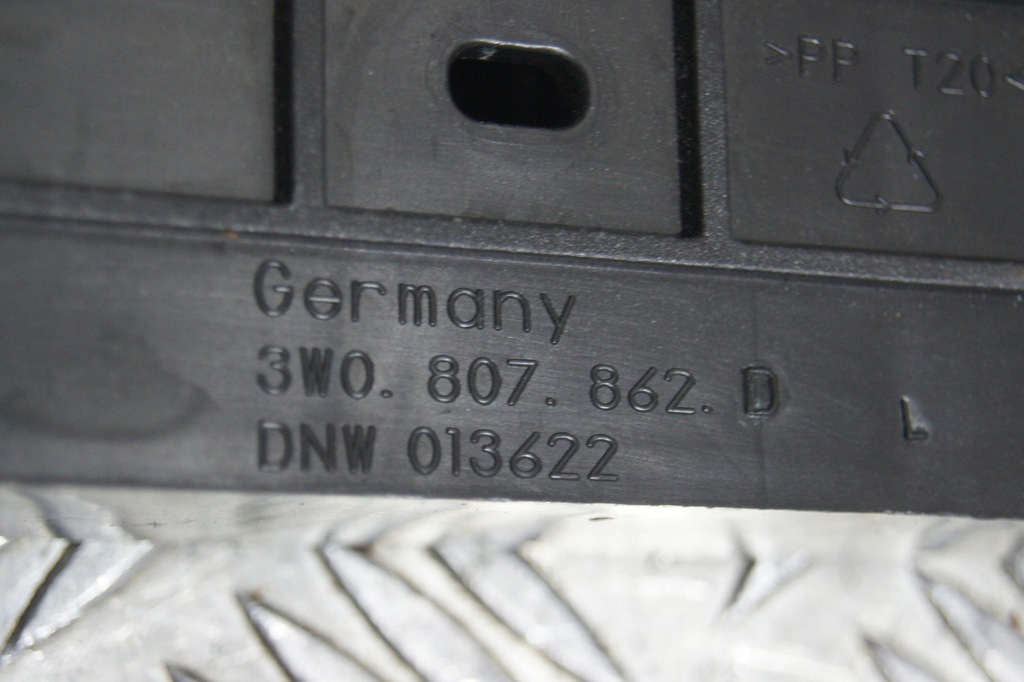 >PP T20<
Germany
3W0. 807. 862. D L
DNW 013622